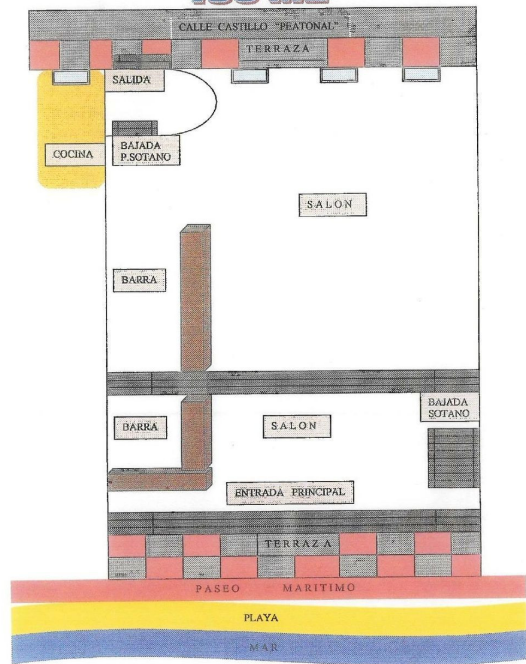 CALLE CASTILLO "PEATONAL"
TERRAZA
SALIDA
COCINA
BAJADA
P.SOTANO
SALON
BARRA
BAJADA
SOTANO
BARRA
SALON
ENTRADA PRINCIPAL
TERRAZA
PASEO MARITIMO
PLAYA
MAR